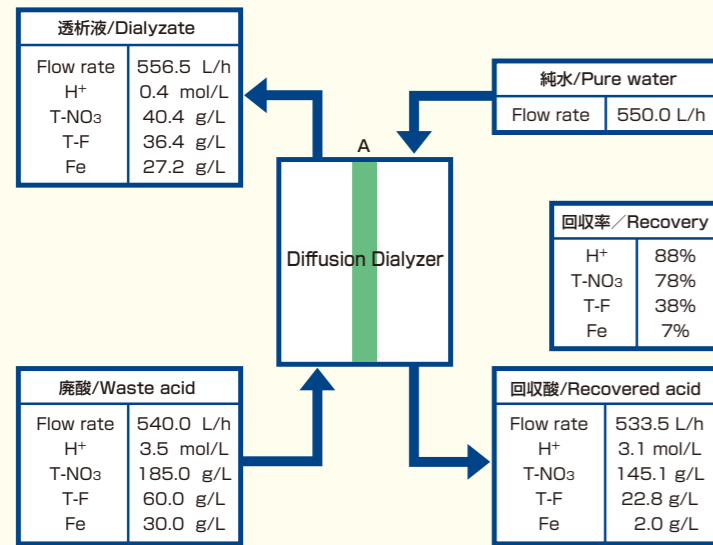 透析液/Dialyzate
Flow rate 556.5 L/h
H⁺ 0.4 mol/L
T-NO₃ 40.4 g/L
T-F 36.4 g/L
Fe 27.2 g/L
純水/Pure water
Flow rate 550.0 L/h
A
Diffusion Dialyzer
回収率／Recovery
H⁺ 88%
T-NO₃ 78%
T-F 38%
Fe 7%
廃酸/Waste acid
Flow rate 540.0 L/h
H⁺ 3.5 mol/L
T-NO₃ 185.0 g/L
T-F 60.0 g/L
Fe 30.0 g/L
回収酸/Recovered acid
Flow rate 533.5 L/h
H⁺ 3.1 mol/L
T-NO₃ 145.1 g/L
T-F 22.8 g/L
Fe 2.0 g/L